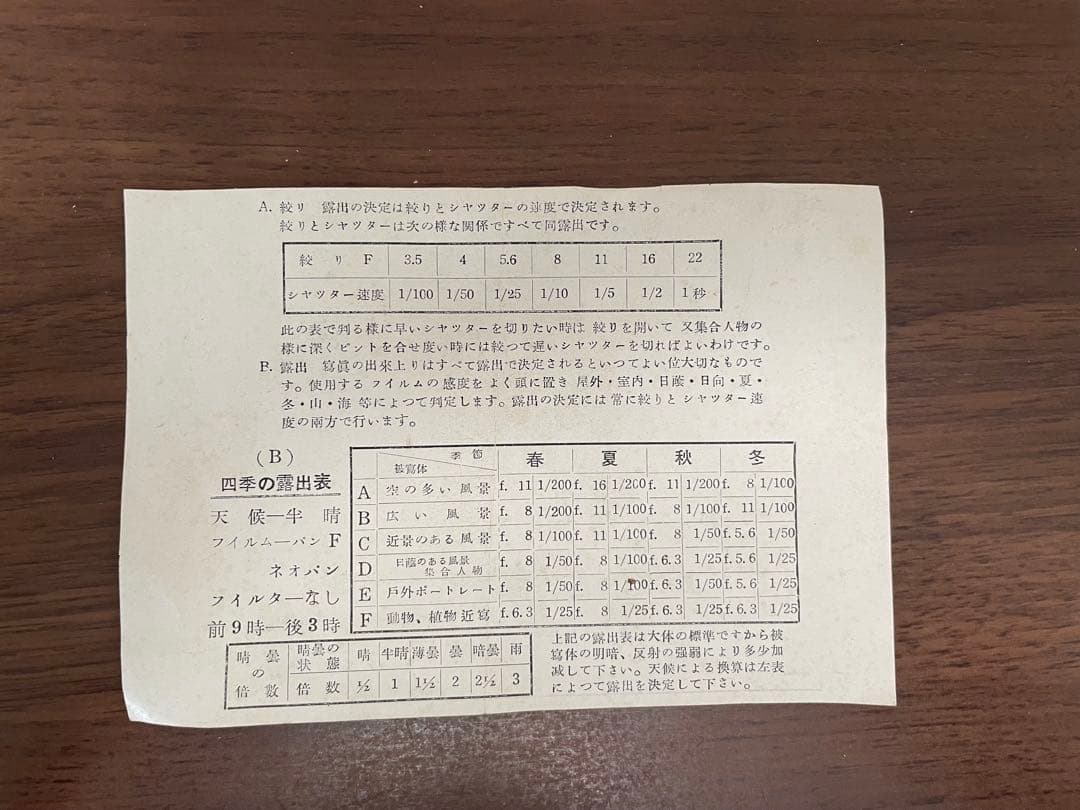 A. 絞リ 露出の決定は絞りとシヤツターの速度で決定されます。
絞りとシヤツターは次の様な関係ですべて同露出です。
絞 リ F 3.5 4 5.6 8 11 16 22
シヤツター速度 1/100 1/50 1/25 1/10 1/5 1/2 1秒
此の表で判る様に早いシヤツターを切りたい時は 絞りを開いて 又集合人物の
様に深くピントを合せ度い時には絞つて遅いシヤツターを切ればよいわけです。
B. 露出 寫眞の出來上りはすべて露出で決定されるといつてよい位大切なもので
す。使用する フイルムの感度を よく頭に置き 屋外・室内・日蔭・日向・夏・
冬・山・海 等によつて判定します。露出の決定には 常に絞りと シヤツター速
度の兩方で行います。
(B)
四季の露出表
天候—半晴
フイルム—パン F
ネオパン
フイルター—なし
前9時—後3時
季節 被寫体 春 夏 秋 冬
A 空の多い風景 f. 11 1/200 f. 16 1/200 f. 11 1/200 f. 8 1/100
B 広い風景 f. 8 1/200 f. 11 1/100 f. 8 1/100 f. 11 1/100
C 近景のある風景 f. 8 1/100 f. 11 1/100 f. 8 1/50 f. 5.6 1/50
D 日蔭のある風景 集合人物 f. 8 1/50 f. 8 1/100 f. 6.3 1/25 f. 5.6 1/25
E 戸外ポートレート f. 8 1/50 f. 8 1/100 f. 6.3 1/50 f. 5.6 1/25
F 動物、植物近寫 f. 6.3 1/25 f. 8 1/25 f. 6.3 1/25 f. 5.6 1/25
晴曇の倍數
晴曇の状態 晴 半晴 薄曇 曇 暗曇 雨
倍數 ½ 1 1½ 2 2½ 3
上記の露出表は大体の標準ですから被
寫体の明暗、反射の强弱により多少加
减して下さい。天候による換算は左表
によつて露出を決定して下さい。